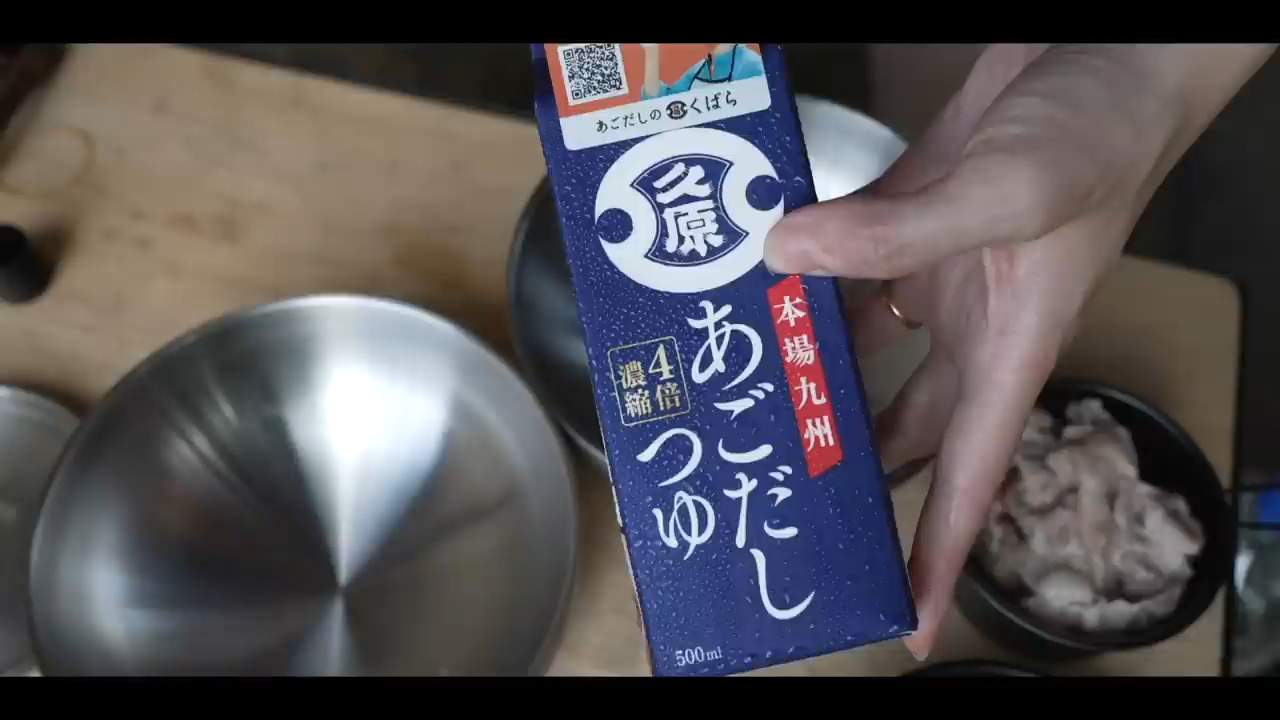 あごだしの くばら
久原
本場九州
あごだし
つゆ
4倍
濃縮
500ml